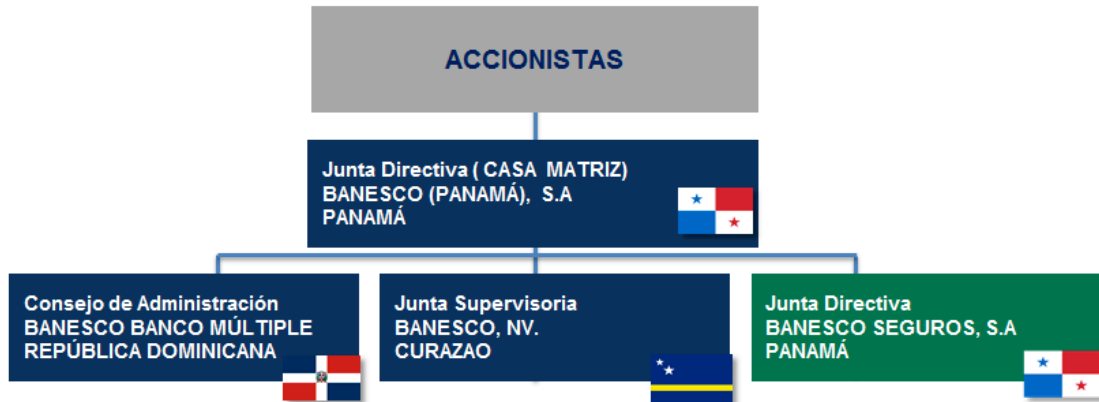 ACCIONISTAS
Junta Directiva ( CASA MATRIZ)
BANESCO (PANAMÁ), S.A
PANAMÁ
Consejo de Administración
BANESCO BANCO MÚLTIPLE
REPÚBLICA DOMINICANA
Junta Supervisoria
BANESCO, NV.
CURAZAO
Junta Directiva
BANESCO SEGUROS, S.A
PANAMÁ